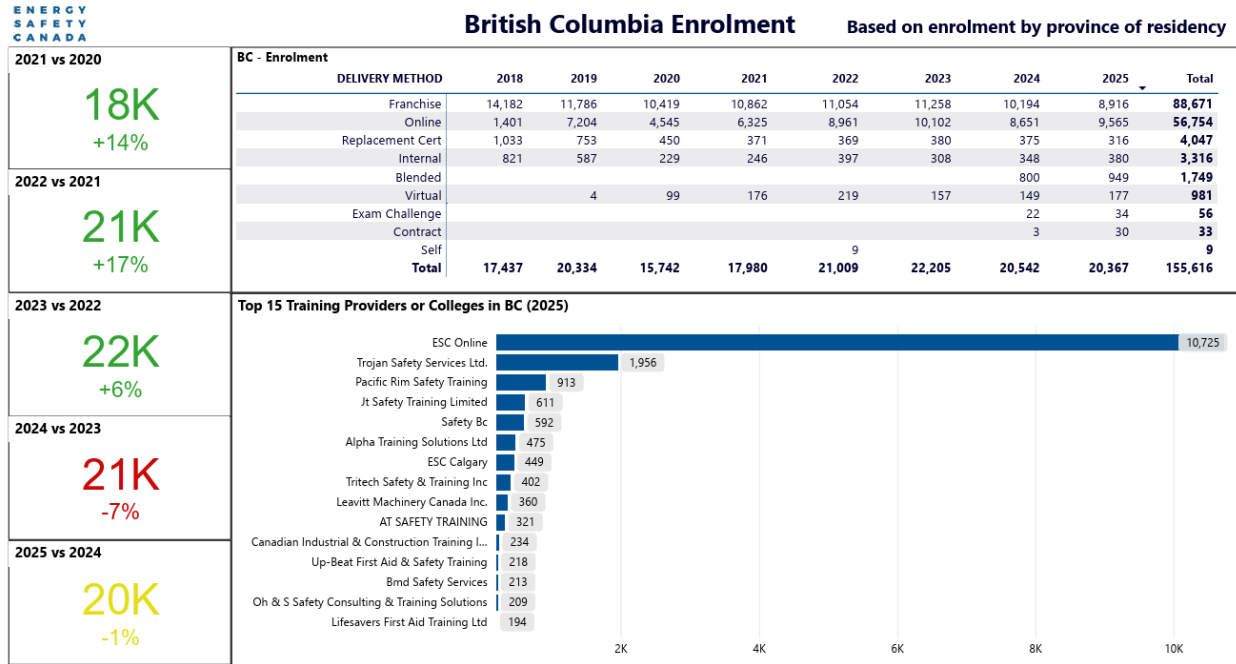 ENERGY
SAFETY
CANADA
British Columbia Enrolment
Based on enrolment by province of residency
2021 vs 2020
18K
+14%
2022 vs 2021
21K
+17%
2023 vs 2022
22K
+6%
2024 vs 2023
21K
-7%
2025 vs 2024
20K
-1%
BC - Enrolment
DELIVERY METHOD 2018 2019 2020 2021 2022 2023 2024 2025 Total
Franchise 14,182 11,786 10,419 10,862 11,054 11,258 10,194 8,916 88,671
Online 1,401 7,204 4,545 6,325 8,961 10,102 8,651 9,565 56,754
Replacement Cert 1,033 753 450 371 369 380 375 316 4,047
Internal 821 587 229 246 397 308 348 380 3,316
Blended 800 949 1,749
Virtual 4 99 176 219 157 149 177 981
Exam Challenge 22 34 56
Contract 3 30 33
Self 9 9
Total 17,437 20,334 15,742 17,980 21,009 22,205 20,542 20,367 155,616
Top 15 Training Providers or Colleges in BC (2025)
ESC Online 10,725
Trojan Safety Services Ltd. 1,956
Pacific Rim Safety Training 913
Jt Safety Training Limited 611
Safety Bc 592
Alpha Training Solutions Ltd 475
ESC Calgary 449
Tritech Safety & Training Inc 402
Leavitt Machinery Canada Inc. 360
AT SAFETY TRAINING 321
Canadian Industrial & Construction Training I... 234
Up-Beat First Aid & Safety Training 218
Bmd Safety Services 213
Oh & S Safety Consulting & Training Solutions 209
Lifesavers First Aid Training Ltd 194
2K 4K 6K 8K 10K